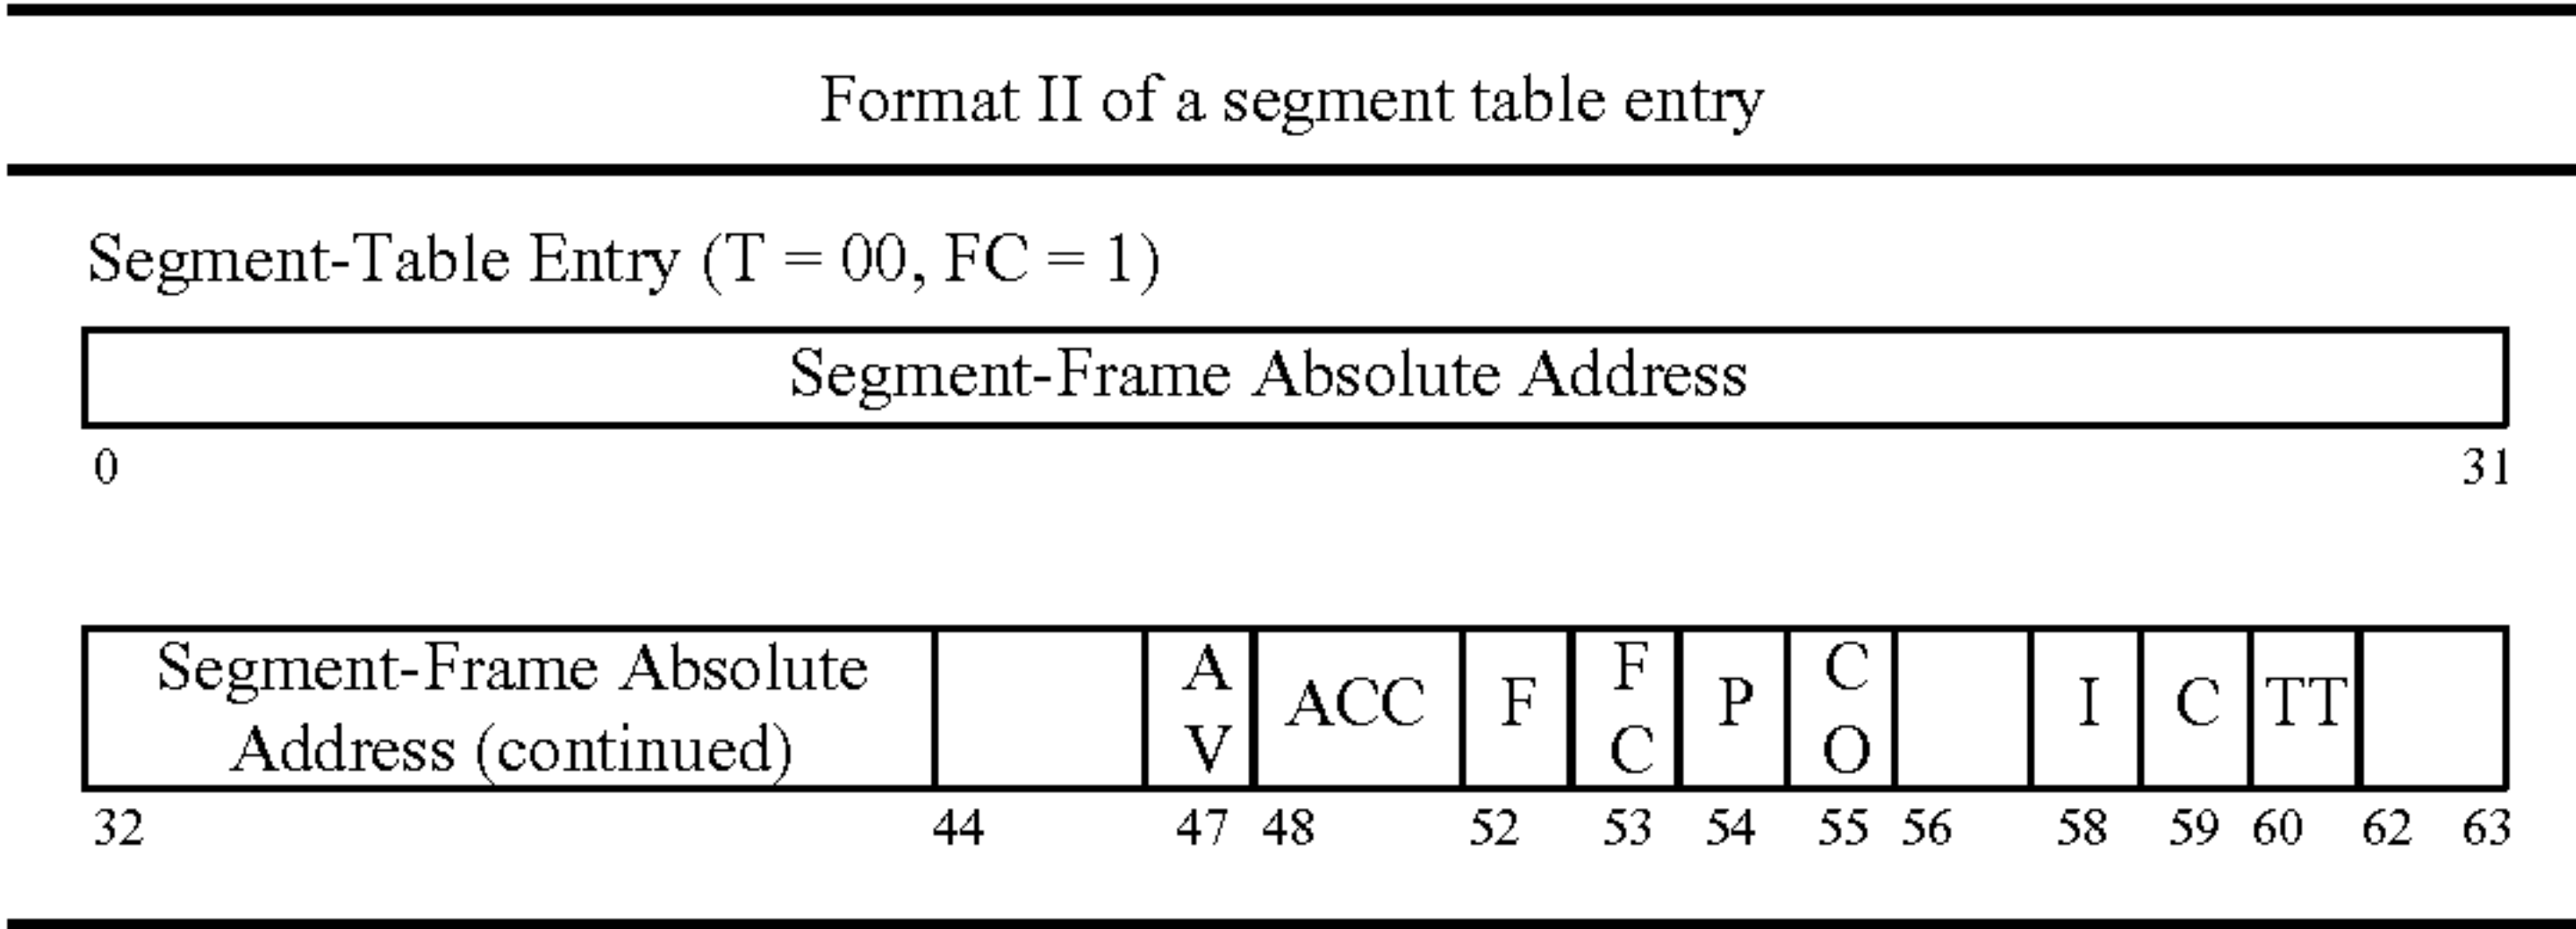 Format II of a segment table entry
Segment-Table Entry (T = 00, FC = 1)
Segment-Frame Absolute Address
0 31
Segment-Frame Absolute
Address (continued)
A
V
ACC
F
F
C
P
C
O
I
C
TT
32 44 47 48 52 53 54 55 56 58 59 60 62 63